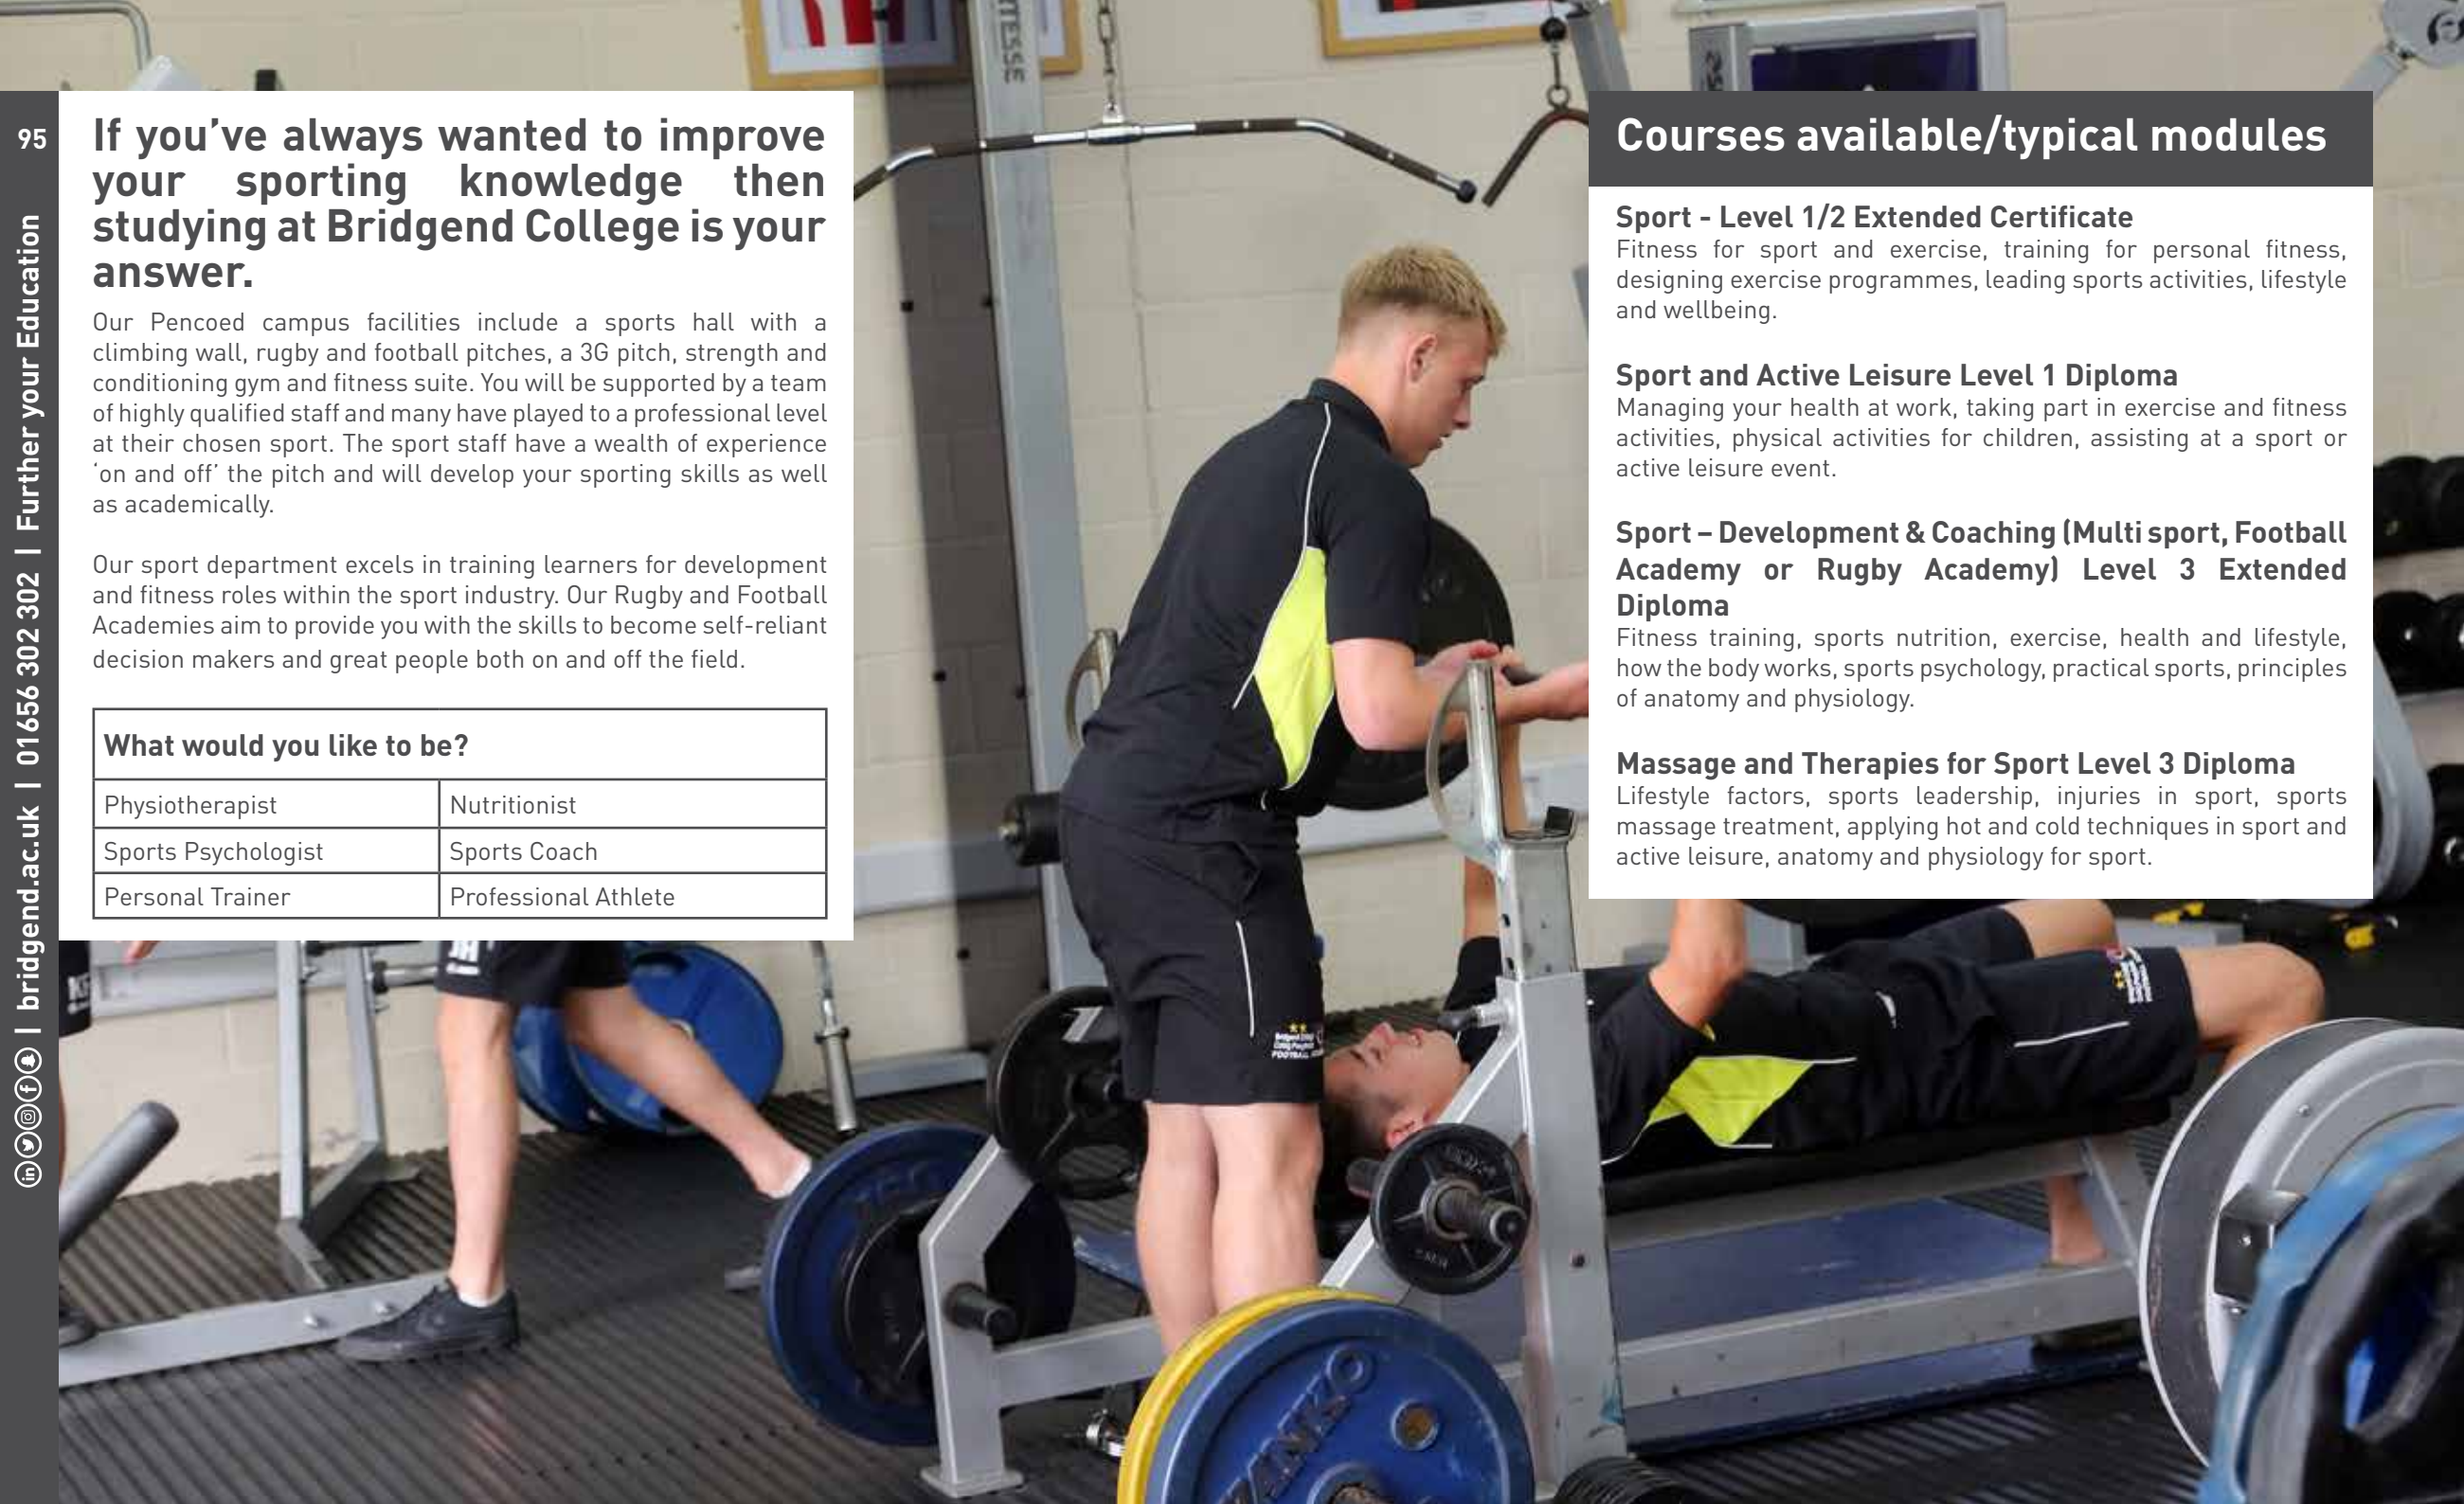 95
If you’ve always wanted to improve
your sporting knowledge then
studying at Bridgend College is your
answer.
Our Pencoed campus facilities include a sports hall with a
climbing wall, rugby and football pitches, a 3G pitch, strength and
conditioning gym and fitness suite. You will be supported by a team
of highly qualified staff and many have played to a professional level
at their chosen sport. The sport staff have a wealth of experience
‘on and off’ the pitch and will develop your sporting skills as well
as academically.
Our sport department excels in training learners for development
and fitness roles within the sport industry. Our Rugby and Football
Academies aim to provide you with the skills to become self-reliant
decision makers and great people both on and off the field.
What would you like to be?
Physiotherapist Nutritionist
Sports Psychologist Sports Coach
Personal Trainer Professional Athlete
Courses available/typical modules
Sport - Level 1/2 Extended Certificate
Fitness for sport and exercise, training for personal fitness,
designing exercise programmes, leading sports activities, lifestyle
and wellbeing.
Sport and Active Leisure Level 1 Diploma
Managing your health at work, taking part in exercise and fitness
activities, physical activities for children, assisting at a sport or
active leisure event.
Sport – Development & Coaching (Multi sport, Football
Academy or Rugby Academy) Level 3 Extended
Diploma
Fitness training, sports nutrition, exercise, health and lifestyle,
how the body works, sports psychology, practical sports, principles
of anatomy and physiology.
Massage and Therapies for Sport Level 3 Diploma
Lifestyle factors, sports leadership, injuries in sport, sports
massage treatment, applying hot and cold techniques in sport and
active leisure, anatomy and physiology for sport.
| bridgend.ac.uk | 01656 302 302 | Further your Education
FOOTBALL